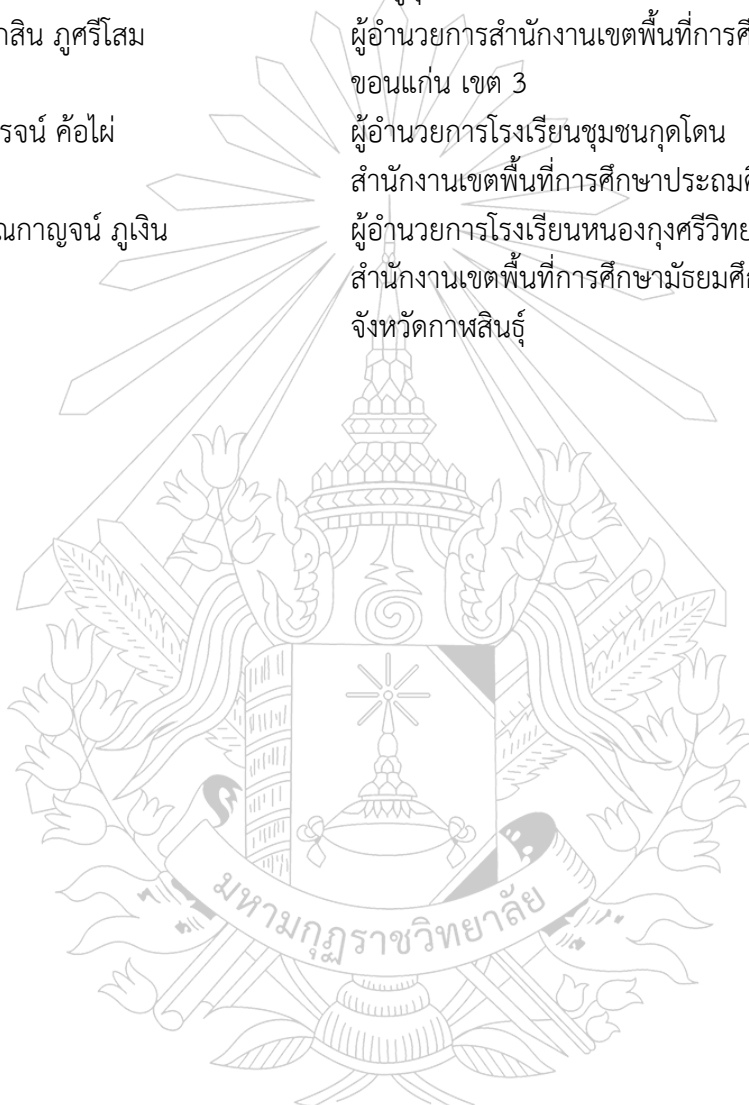 กสิน ภูศรีโสม ผู้อำนวยการสำนักงานเขตพื้นที่การศึ
ขอนแก่น เขต 3
รจน์ ค้อไผ่ ผู้อำนวยการโรงเรียนชุมชนกุดโดน
สำนักงานเขตพื้นที่การศึกษาประถมศึ
ณกาญจน์ ภูเงิน ผู้อำนวยการโรงเรียนหนองกุงศรีวิทย
สำนักงานเขตพื้นที่การศึกษามัธยมศึก
จังหวัดกาฬสินธุ์
มหามกุฏราชวิทยาลัย